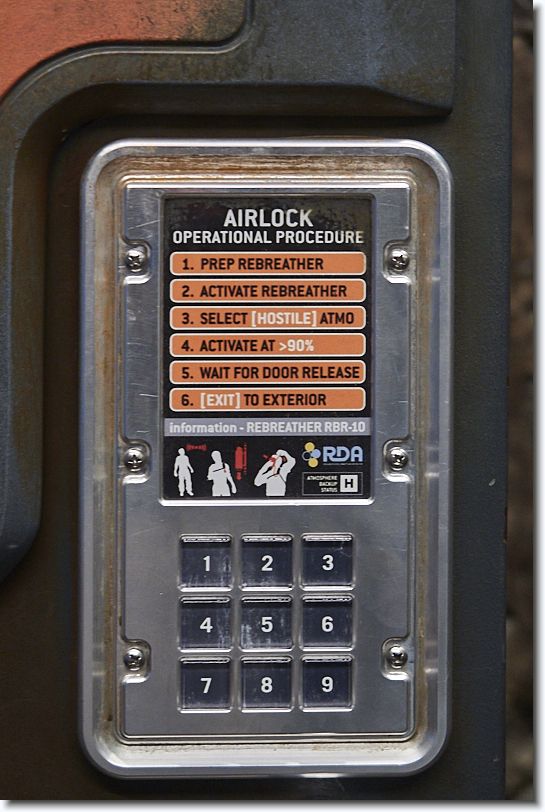 AIRLOCK
OPERATIONAL PROCEDURE
1. PREP REBREATHER
2. ACTIVATE REBREATHER
3. SELECT [HOSTILE] ATMO
4. ACTIVATE AT >90%
5. WAIT FOR DOOR RELEASE
6. [EXIT] TO EXTERIOR
information - REBREATHER RBR-10
RDA
ATMOSPHERE
BACKUP
STATUS
H
1 2 3
4 5 6
7 8 9